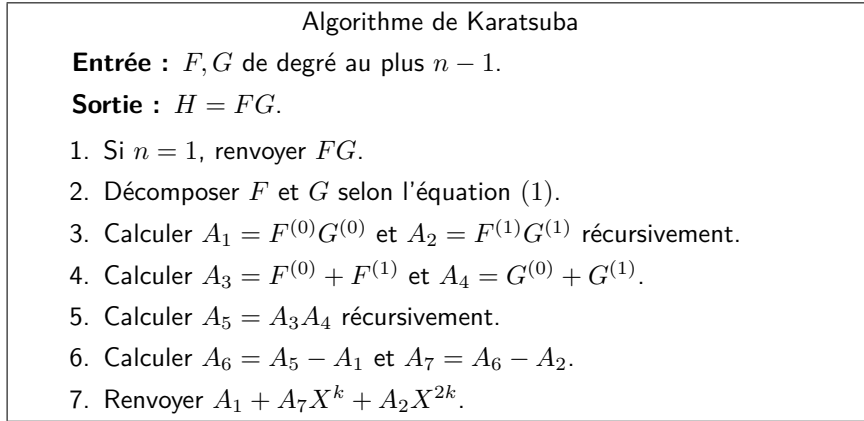 Algorithme de Karatsuba
Entrée : F, G de degré au plus n − 1.
Sortie : H = FG.
1. Si n = 1, renvoyer FG.
2. Décomposer F et G selon l'équation (1).
3. Calculer A₁ = F⁽⁰⁾G⁽⁰⁾ et A₂ = F⁽¹⁾G⁽¹⁾ récursivement.
4. Calculer A₃ = F⁽⁰⁾ + F⁽¹⁾ et A₄ = G⁽⁰⁾ + G⁽¹⁾.
5. Calculer A₅ = A₃A₄ récursivement.
6. Calculer A₆ = A₅ − A₁ et A₇ = A₆ − A₂.
7. Renvoyer A₁ + A₇Xᵏ + A₂X²ᵏ.